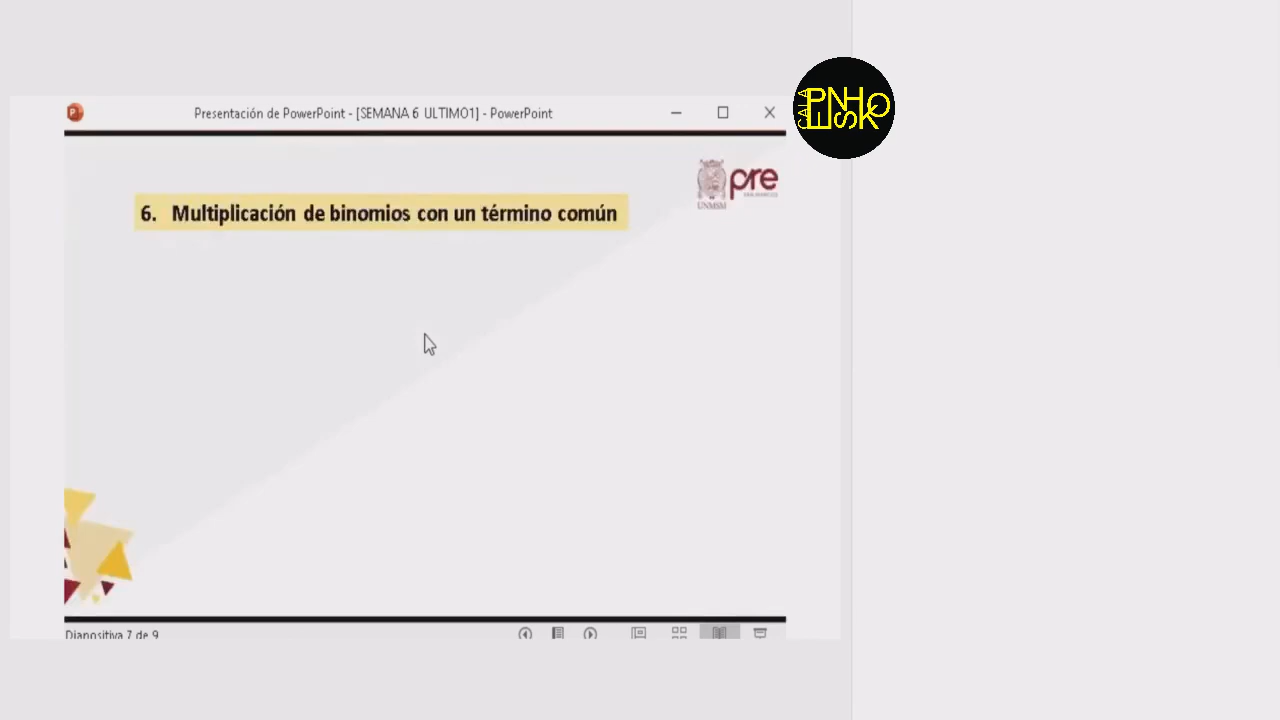 Presentación de PowerPoint - [SEMANA 6 ULTIMO1] - PowerPoint
pre
UNMSM
6. Multiplicación de binomios con un término común
Diapositiva 7 de 9